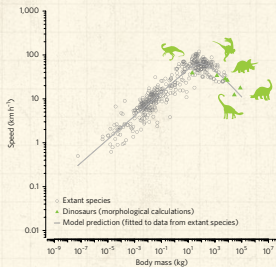 1,000
100
10
1
0.1
0.01
Speed (km h⁻¹)
Extant species
Dinosaurs (morphological calculations)
Model prediction (fitted to data from extant species)
10⁻⁹ 10⁻⁷ 10⁻⁵ 10⁻³ 10⁻¹ 10¹ 10³ 10⁵ 10⁷
Body mass (kg)